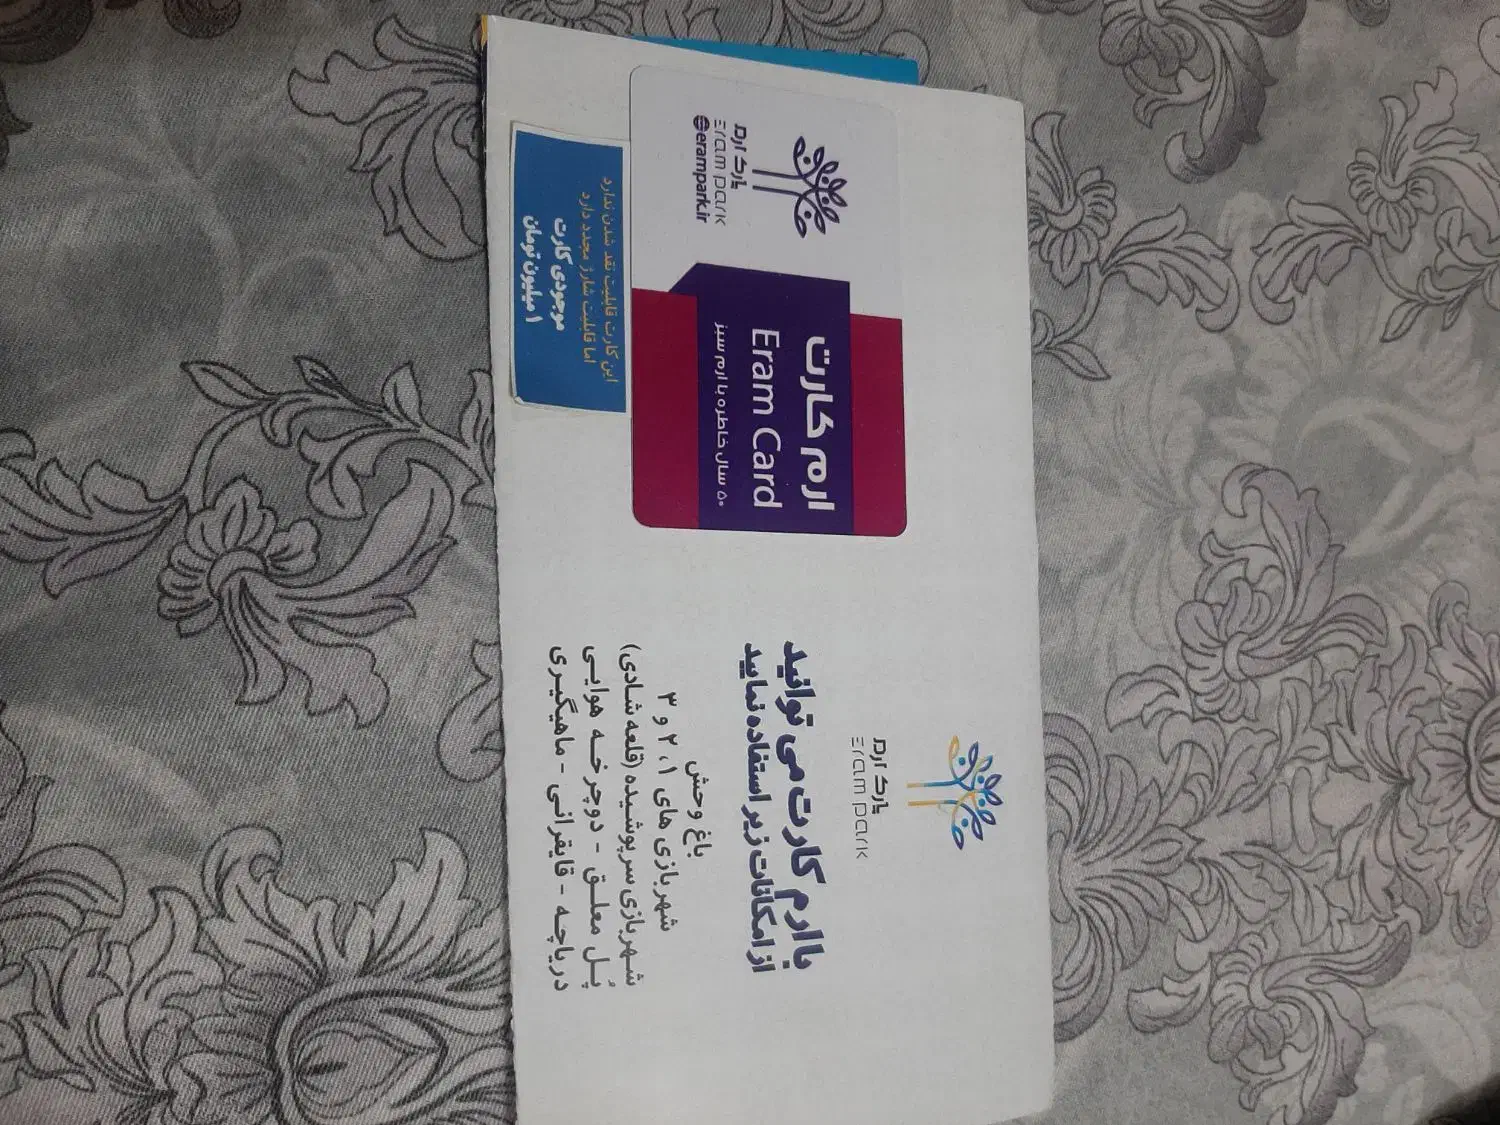 پارک ارم
Eram park
erampark.ir
ارم کارت
Eram Card
۵۰ سال خاطره با ارم سبز
این کارت قابلیت نقد شدن ندارد
اما قابلیت شارژ مجدد دارد
موجودی کارت
۱ میلیون تومان
پارک ارم
Eram park
با ارم کارت می توانید
از امکانات زیر استفاده نمایید
باغ وحش
شهربازی های ۱، ۲ و ۳
شهربازی سرپوشیده (قلعه شادی)
پُل معلق - دوچرخه هوایی
دریاچه - قایقرانی - ماهیگیری